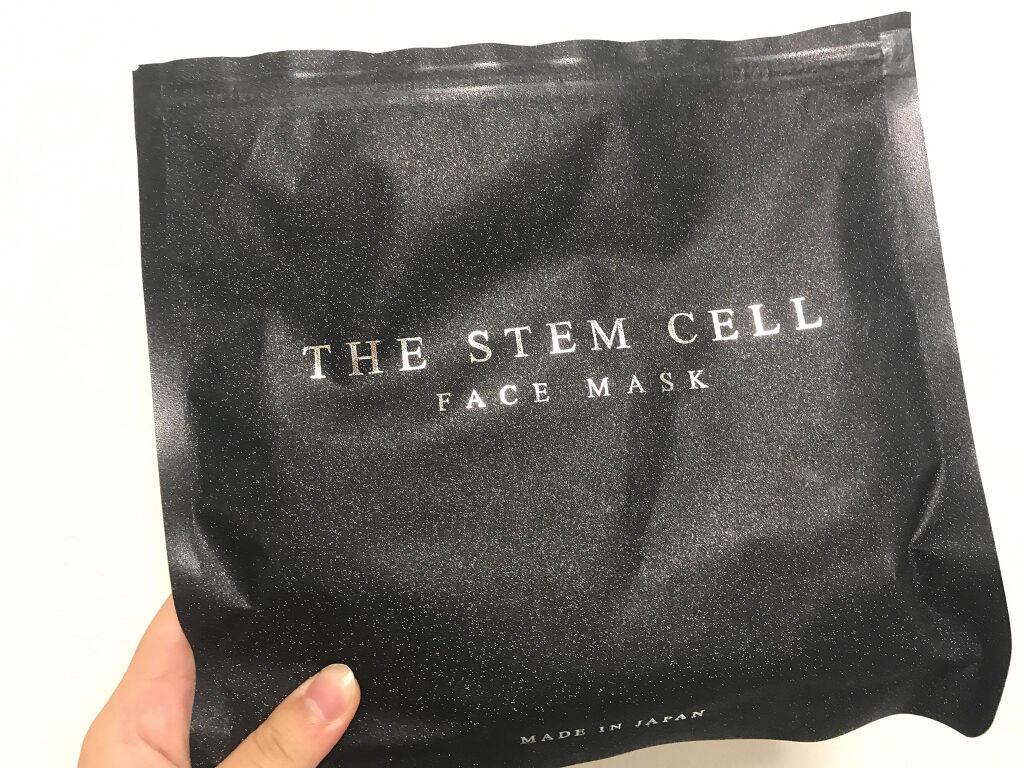 THE STEM CELL
FACE MASK
MADE IN JAPAN